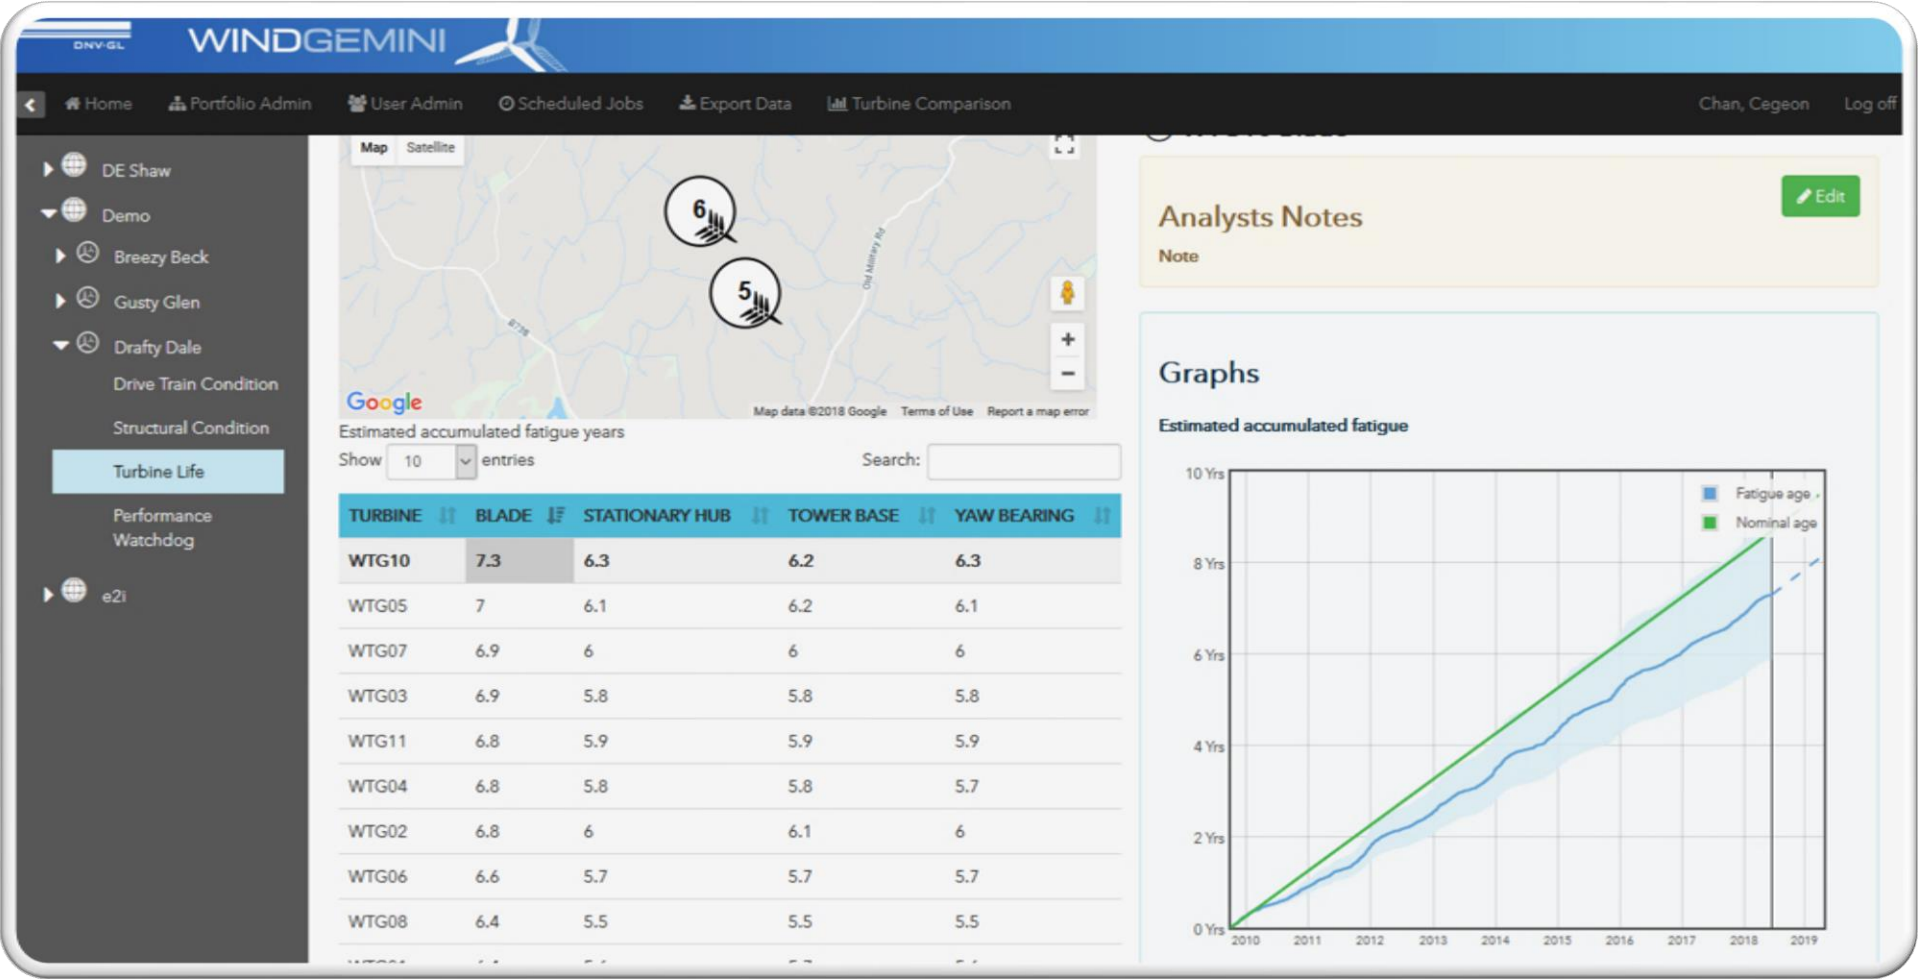 DNV·GL
WINDGEMINI
Home Portfolio Admin User Admin Scheduled Jobs Export Data Turbine Comparison Chan, Cegeon Log off
DE Shaw
Demo
Breezy Beck
Gusty Glen
Drafty Dale
Drive Train Condition
Structural Condition
Turbine Life
Performance
Watchdog
e2i
Map Satellite
6
5
Old Military Rd
B738
Google
Map data ©2018 Google Terms of Use Report a map error
Estimated accumulated fatigue years
Show 10 entries Search:
TURBINE BLADE STATIONARY HUB TOWER BASE YAW BEARING
WTG10 7.3 6.3 6.2 6.3
WTG05 7 6.1 6.2 6.1
WTG07 6.9 6 6 6
WTG03 6.9 5.8 5.8 5.8
WTG11 6.8 5.9 5.9 5.9
WTG04 6.8 5.8 5.8 5.7
WTG02 6.8 6 6.1 6
WTG06 6.6 5.7 5.7 5.7
WTG08 6.4 5.5 5.5 5.5
Analysts Notes
Edit
Note
Graphs
Estimated accumulated fatigue
10 Yrs
8 Yrs
6 Yrs
4 Yrs
2 Yrs
0 Yrs
Fatigue age
Nominal age
2010 2011 2012 2013 2014 2015 2016 2017 2018 2019